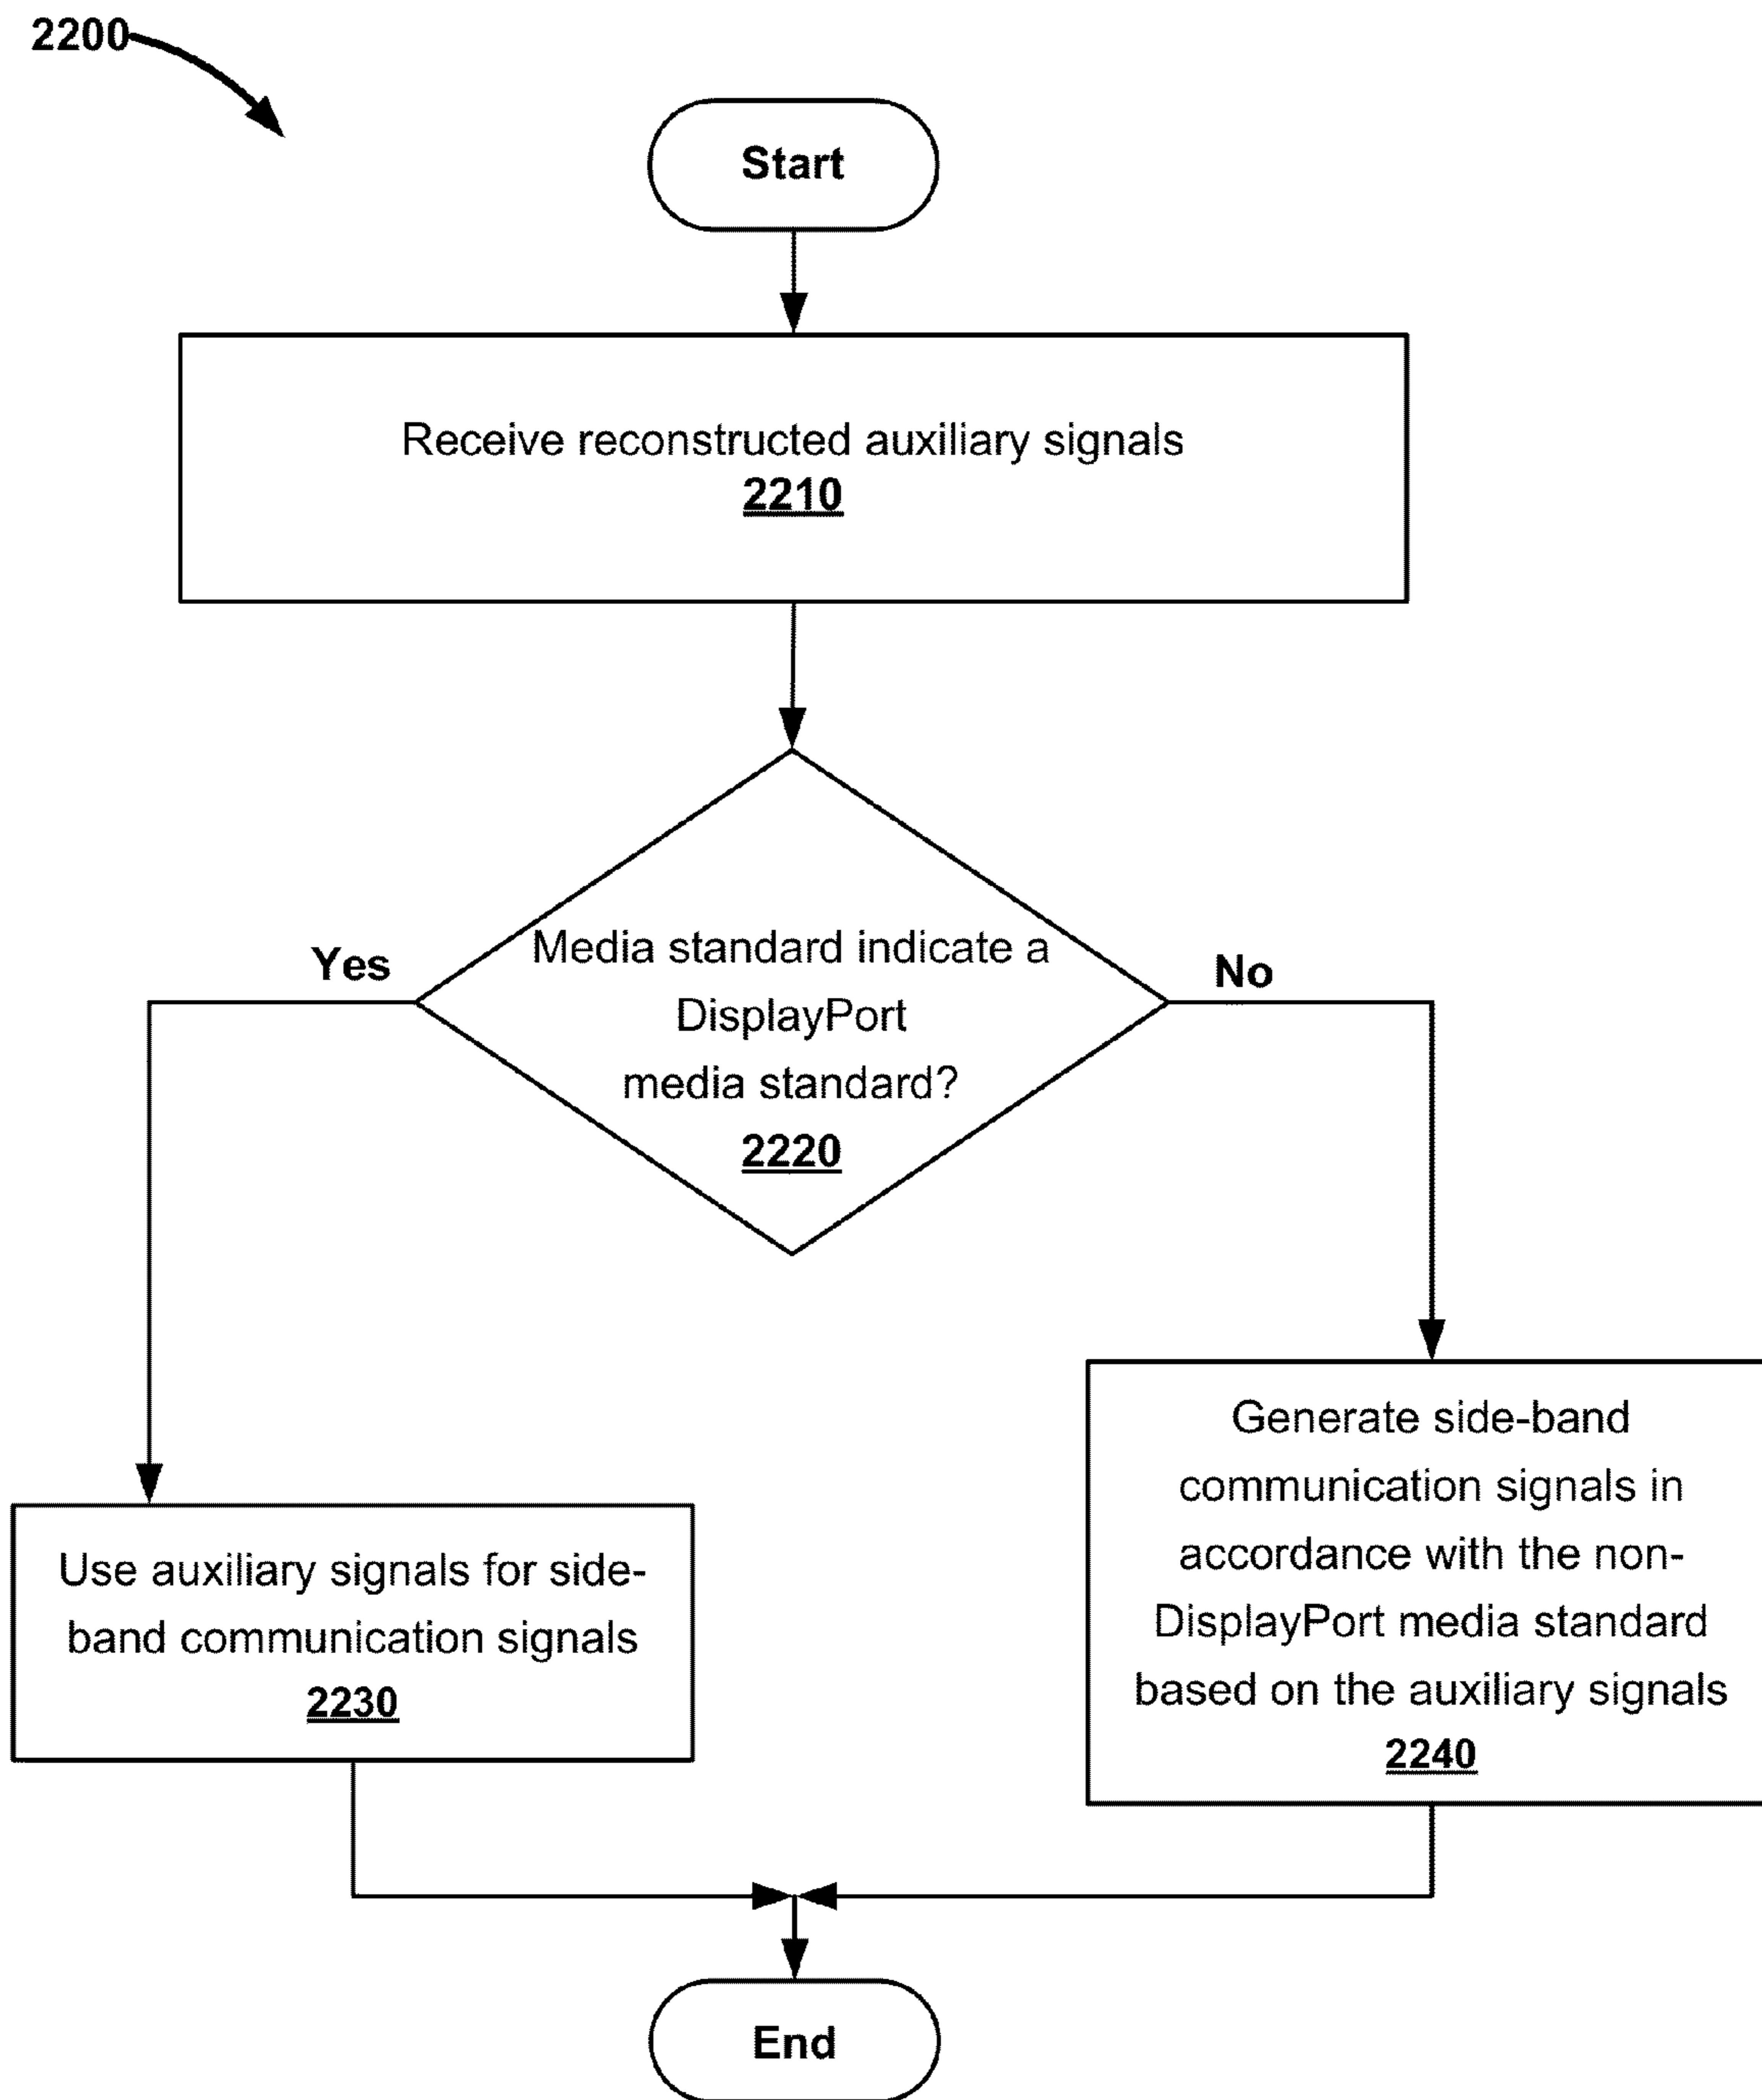 2200
Start
Receive reconstructed auxiliary signals
2210
Media standard indicate a
DisplayPort
media standard?
2220
Yes
No
Use auxiliary signals for side-
band communication signals
2230
Generate side-band
communication signals in
accordance with the non-
DisplayPort media standard
based on the auxiliary signals
2240
End